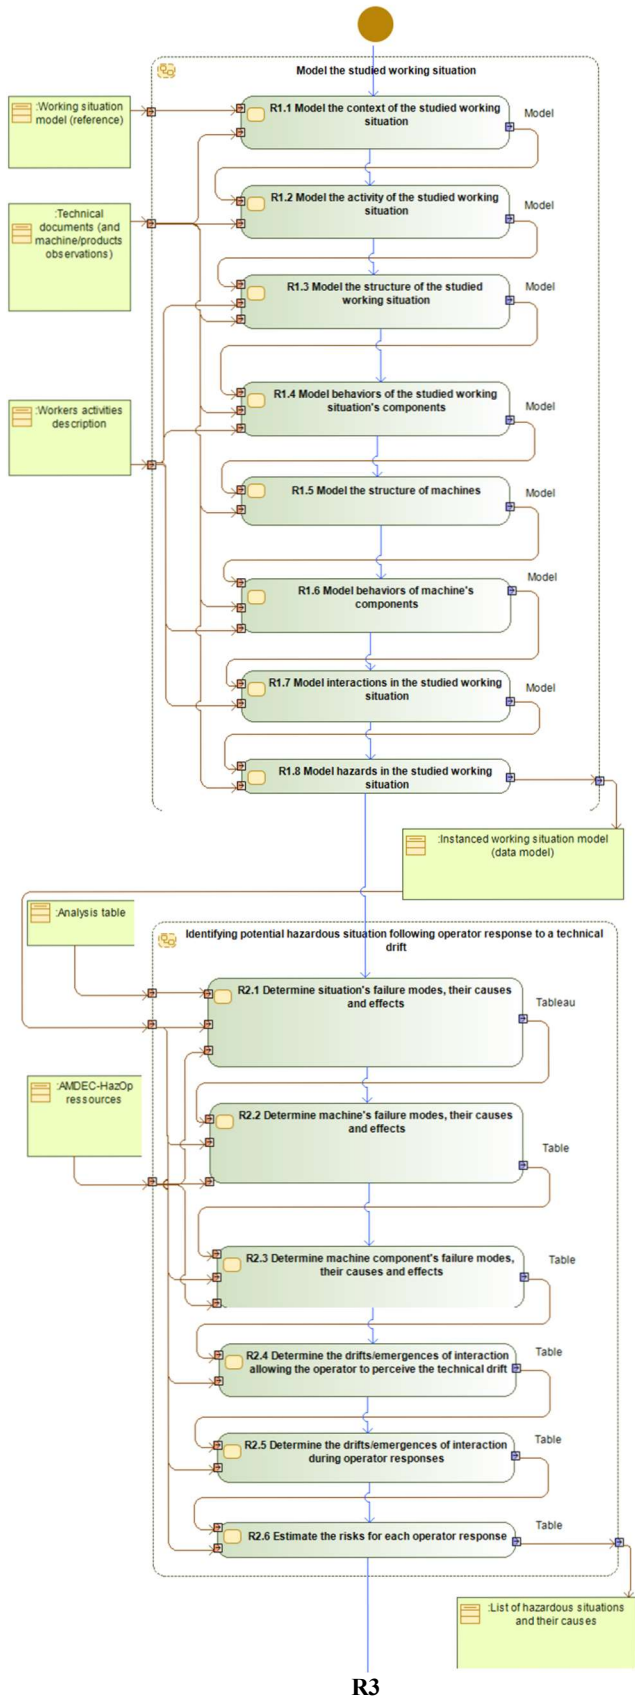 Model the studied working situation
:Working situation
model (reference)
R1.1 Model the context of the studied working
situation
Model
:Technical
documents (and
machine/products
observations)
R1.2 Model the activity of the studied working
situation
Model
R1.3 Model the structure of the studied
working situation
Model
:Workers activities
description
R1.4 Model behaviors of the studied working
situation's components
Model
R1.5 Model the structure of machines
Model
R1.6 Model behaviors of machine's
components
Model
R1.7 Model interactions in the studied working
situation
Model
R1.8 Model hazards in the studied working
situation
:Instanced working situation model
(data model)
:Analysis table
Identifying potential hazardous situation following operator response to a technical
drift
R2.1 Determine situation's failure modes, their causes
and effects
Tableau
:AMDEC-HazOp
ressources
R2.2 Determine machine's failure modes, their causes
and effects
Table
R2.3 Determine machine component's failure modes,
their causes and effects
Table
R2.4 Determine the drifts/emergences of interaction
allowing the operator to perceive the technical drift
Table
R2.5 Determine the drifts/emergences of interaction
during operator responses
Table
R2.6 Estimate the risks for each operator response
Table
:List of hazardous situations
and their causes
R3